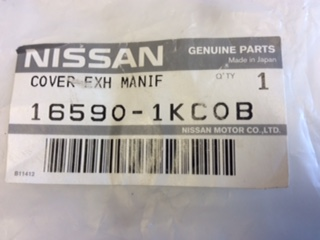 NISSAN
GENUINE PARTS
Made in Japan
COVER-EXH MANIF
Q'TY
1
16590-1KC0B
NISSAN MOTOR CO.,LTD.
B11412